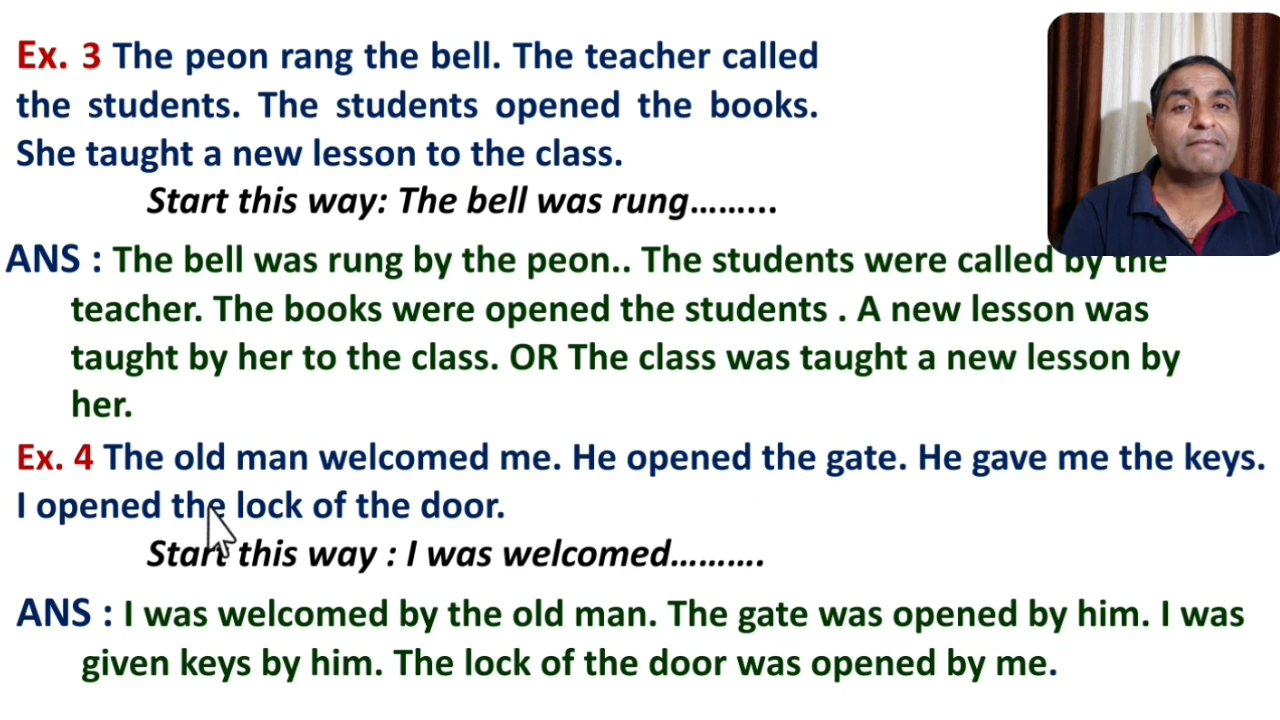 Ex. 3 The peon rang the bell. The teacher called
the students. The students opened the books.
She taught a new lesson to the class.
Start this way: The bell was rung……...
ANS : The bell was rung by the peon.. The students were called by the
teacher. The books were opened the students . A new lesson was
taught by her to the class. OR The class was taught a new lesson by
her.
Ex. 4 The old man welcomed me. He opened the gate. He gave me the keys.
I opened the lock of the door.
Start this way : I was welcomed……….
ANS : I was welcomed by the old man. The gate was opened by him. I was
given keys by him. The lock of the door was opened by me.